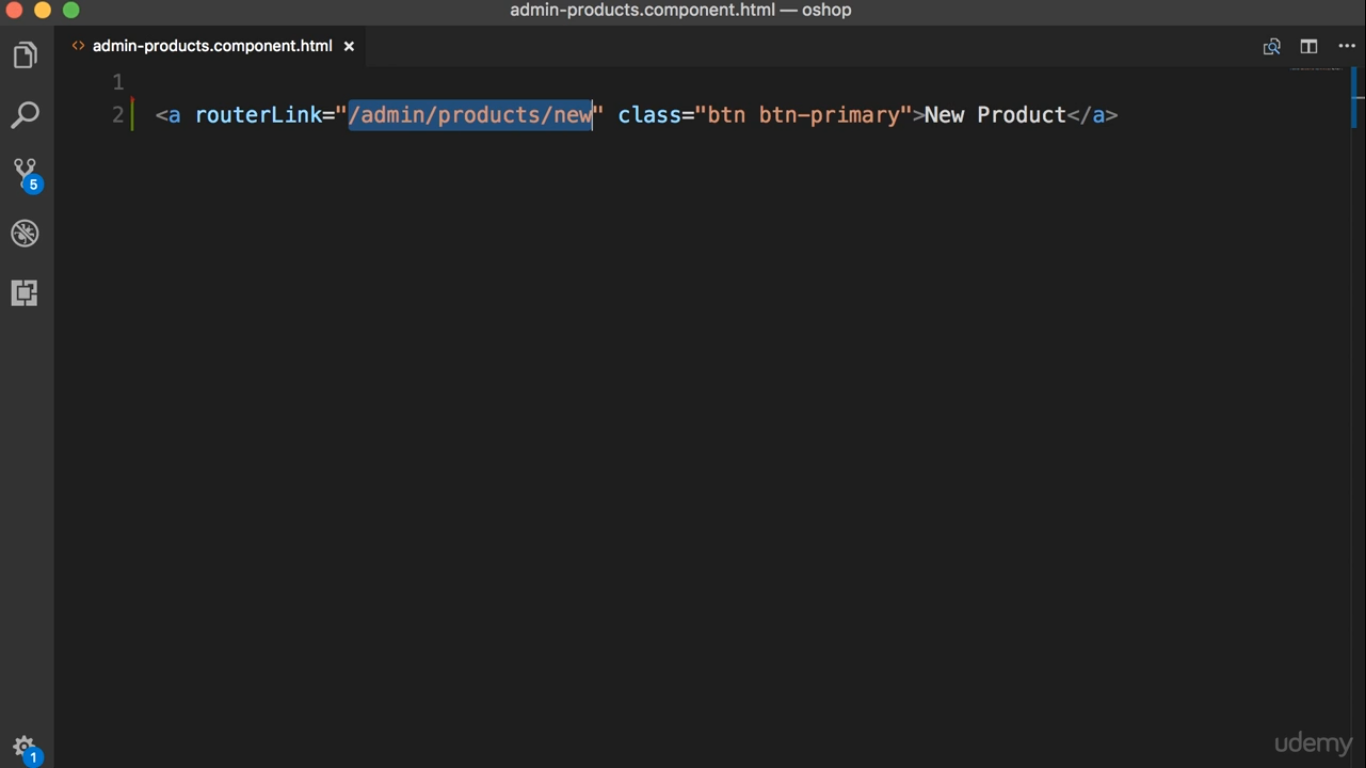 admin-products.component.html — oshop
admin-products.component.html
1
2 <a routerLink="/admin/products/new" class="btn btn-primary">New Product</a>
5
1
udemy